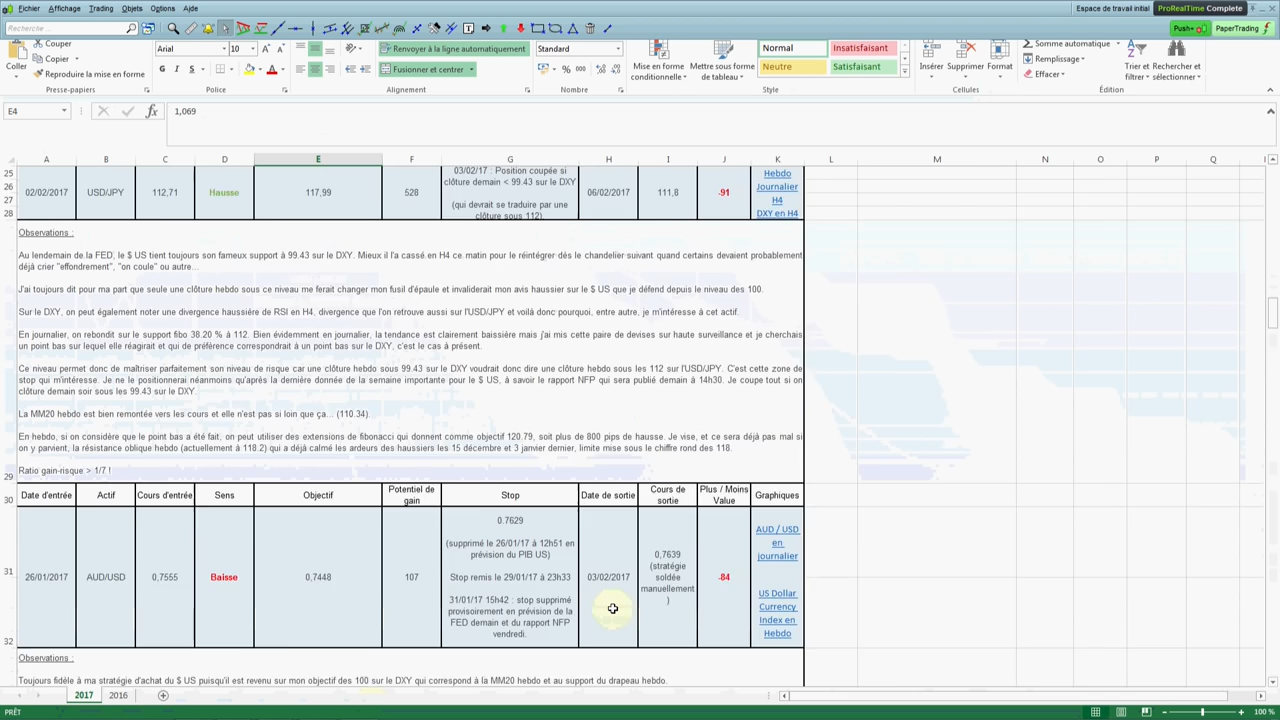 Fichier Affichage Trading Objets Options Aide
Espace de travail initial ProRealTime Complete
Recherche...
Push+ PaperTrading
Couper
Copier
Reproduire la mise en forme
Coller
Presse-papiers
Arial 10
G I S
Police
Renvoyer à la ligne automatiquement
Fusionner et centrer
Alignement
Standard
% 000
Nombre
Mise en forme conditionnelle
Mettre sous forme de tableau
Normal Insatisfaisant
Neutre Satisfaisant
Style
Insérer Supprimer Format
Cellules
Somme automatique
Remplissage
Effacer
Trier et filtrer
Rechercher et sélectionner
Édition
E4 fx 1,069
A B C D E F G H I J K L M N O P Q
25
26
27
28
02/02/2017 USD/JPY 112,71 Hausse 117,99 528
03/02/17 : Position coupée si
clôture demain < 99.43 sur le DXY
(qui devrait se traduire par une
clôture sous 112)
06/02/2017 111,8 -91
Hebdo
Journalier
H4
DXY en H4
Observations :
Au lendemain de la FED, le $ US tient toujours son fameux support à 99.43 sur le DXY. Mieux il l'a cassé en H4 ce matin pour le réintégrer dès le chandelier suivant quand certains devaient probablement
déjà crier "effondrement", "on coule" ou autre...
J'ai toujours dit pour ma part que seule une clôture hebdo sous ce niveau me ferait changer mon fusil d'épaule et invaliderait mon avis haussier sur le $ US que je défend depuis le niveau des 100.
Sur le DXY, on peut également noter une divergence haussière de RSI en H4, divergence que l'on retrouve aussi sur l'USD/JPY et voilà donc pourquoi, entre autre, je m'intéresse à cet actif.
En journalier, on rebondit sur le support fibo 38.20 % à 112. Bien évidemment en journalier, la tendance est clairement baissière mais j'ai mis cette paire de devises sur haute surveillance et je cherchais
un point bas sur lequel elle réagirait et qui de préférence correspondrait à un point bas sur le DXY, c'est le cas à présent.
Ce niveau permet donc de maîtriser parfaitement son niveau de risque car une clôture hebdo sous 99.43 sur le DXY voudrait donc dire une clôture hebdo sous les 112 sur l'USD/JPY. C'est cette zone de
stop qui m'intéresse. Je ne le positionnerai néanmoins qu'après la dernière donnée de la semaine importante pour le $ US, à savoir le rapport NFP qui sera publié demain à 14h30. Je coupe tout si on
clôture demain soir sous les 99.43 sur le DXY.
La MM20 hebdo est bien remontée vers les cours et elle n'est pas si loin que ça... (110.34)
En hebdo, si on considère que le point bas a été fait, on peut utiliser des extensions de fibonacci qui donnent comme objectif 120.79, soit plus de 800 pips de hausse. Je vise, et ce sera déjà pas mal si
on y parvient, la résistance oblique hebdo (actuellement à 118.2) qui a déjà calmé les ardeurs des haussiers les 15 décembre et 3 janvier dernier, limite mise sous le chiffre rond des 118.
Ratio gain-risque > 1/7 !
29
30
Date d'entrée Actif Cours d'entrée Sens Objectif Potentiel de gain Stop Date de sortie Cours de sortie Plus / Moins Value Graphiques
31
32
26/01/2017 AUD/USD 0,7555 Baisse 0,7448 107
0.7629
(supprimé le 26/01/17 à 12h51 en
prévision du PIB US)
Stop remis le 29/01/17 à 23h33
31/01/17 15h42 : stop supprimé
provisoirement en prévision de la
FED demain et du rapport NFP
vendredi.
03/02/2017
0,7639
(stratégie
soldée
manuellement
)
-84
AUD / USD
en
journalier
US Dollar
Currency
Index en
Hebdo
Observations :
Toujours fidèle à ma stratégie d'achat du $ US puisqu'il est revenu sur mon objectif des 100 sur le DXY qui correspond à la MM20 hebdo et au support du drapeau hebdo.
2017 2016
PRÊT
100 %